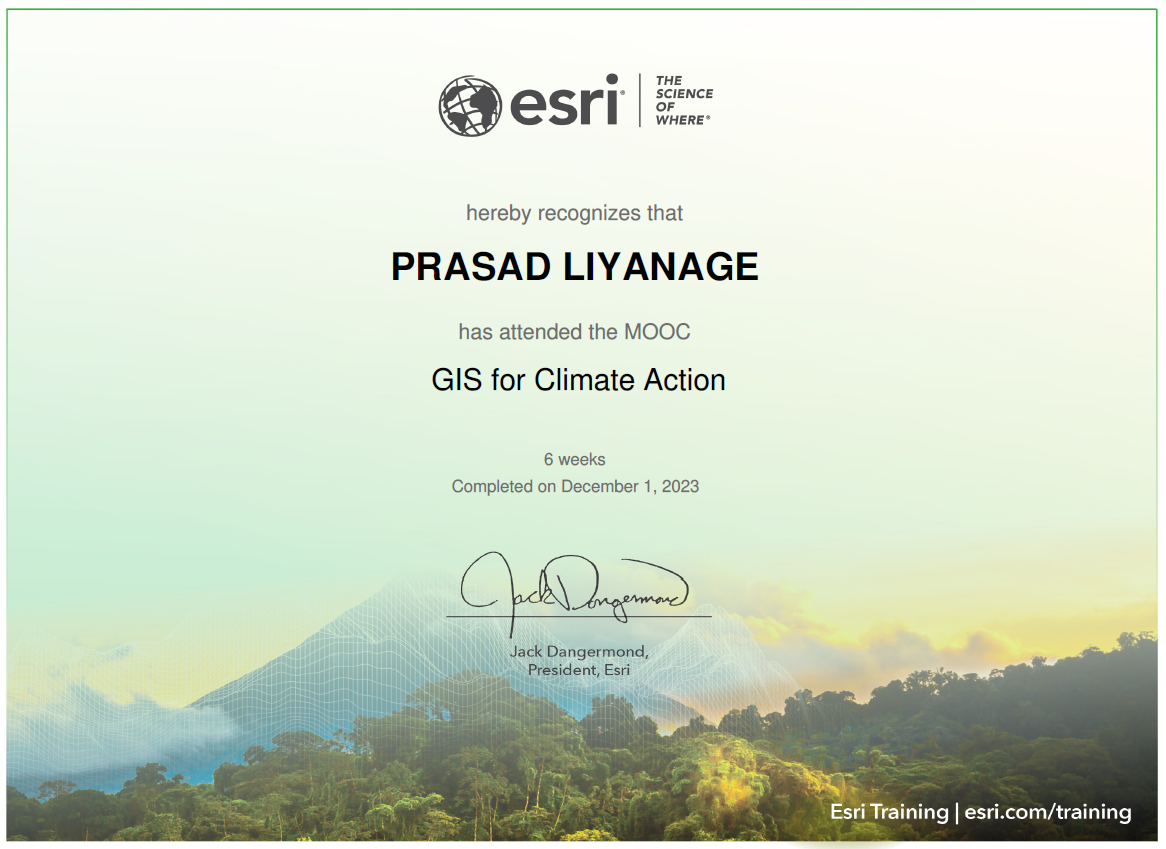 esri®
THE
SCIENCE
OF
WHERE®
hereby recognizes that
PRASAD LIYANAGE
has attended the MOOC
GIS for Climate Action
6 weeks
Completed on December 1, 2023
Jack Dangermond
Jack Dangermond,
President, Esri
Esri Training | esri.com/training